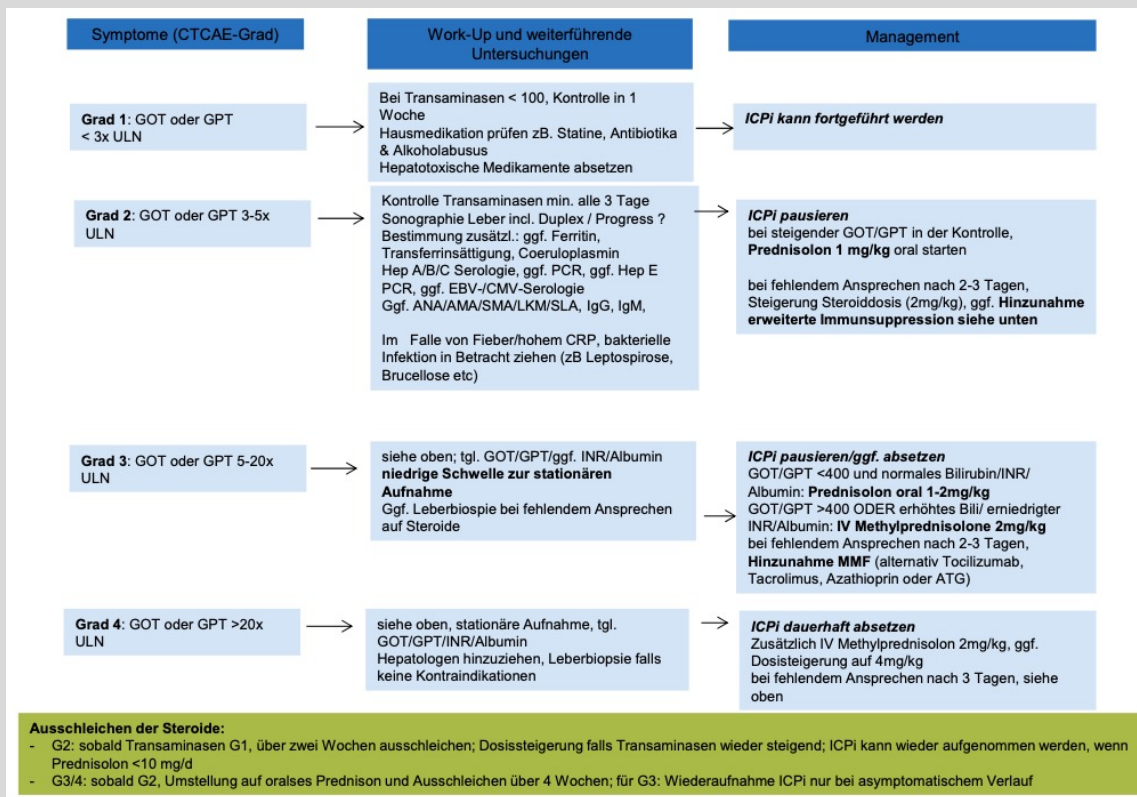 Symptome (CTCAE-Grad)
Work-Up und weiterführende
Untersuchungen
Management
Grad 1: GOT oder GPT
< 3x ULN
Bei Transaminasen < 100, Kontrolle in 1
Woche
Hausmedikation prüfen zB. Statine, Antibiotika
& Alkoholabusus
Hepatotoxische Medikamente absetzen
ICPi kann fortgeführt werden
Grad 2: GOT oder GPT 3-5x
ULN
Kontrolle Transaminasen min. alle 3 Tage
Sonographie Leber incl. Duplex / Progress ?
Bestimmung zusätzl.: ggf. Ferritin,
Transferrinsättigung, Coeruloplasmin
Hep A/B/C Serologie, ggf. PCR, ggf. Hep E
PCR, ggf. EBV-/CMV-Serologie
Ggf. ANA/AMA/SMA/LKM/SLA, IgG, IgM,
Im Falle von Fieber/hohem CRP, bakterielle
Infektion in Betracht ziehen (zB Leptospirose,
Brucellose etc)
ICPi pausieren
bei steigender GOT/GPT in der Kontrolle,
Prednisolon 1 mg/kg oral starten
bei fehlendem Ansprechen nach 2-3 Tagen,
Steigerung Steroiddosis (2mg/kg), ggf. Hinzunahme
erweiterte Immunsuppression siehe unten
Grad 3: GOT oder GPT 5-20x
ULN
siehe oben; tgl. GOT/GPT/ggf. INR/Albumin
niedrige Schwelle zur stationären
Aufnahme
Ggf. Leberbiospie bei fehlendem Ansprechen
auf Steroide
ICPi pausieren/ggf. absetzen
GOT/GPT <400 und normales Bilirubin/INR/
Albumin: Prednisolon oral 1-2mg/kg
GOT/GPT >400 ODER erhöhtes Bili/ erniedrigter
INR/Albumin: IV Methylprednisolone 2mg/kg
bei fehlendem Ansprechen nach 2-3 Tagen,
Hinzunahme MMF (alternativ Tocilizumab,
Tacrolimus, Azathioprin oder ATG)
Grad 4: GOT oder GPT >20x
ULN
siehe oben, stationäre Aufnahme, tgl.
GOT/GPT/INR/Albumin
Hepatologen hinzuziehen, Leberbiopsie falls
keine Kontraindikationen
ICPi dauerhaft absetzen
Zusätzlich IV Methylprednisolon 2mg/kg, ggf.
Dosisteigerung auf 4mg/kg
bei fehlendem Ansprechen nach 3 Tagen, siehe
oben
Ausschleichen der Steroide:
- G2: sobald Transaminasen G1, über zwei Wochen ausschleichen; Dosissteigerung falls Transaminasen wieder steigend; ICPi kann wieder aufgenommen werden, wenn
Prednisolon <10 mg/d
- G3/4: sobald G2, Umstellung auf oralses Prednison und Ausschleichen über 4 Wochen; für G3: Wiederaufnahme ICPi nur bei asymptomatischem Verlauf